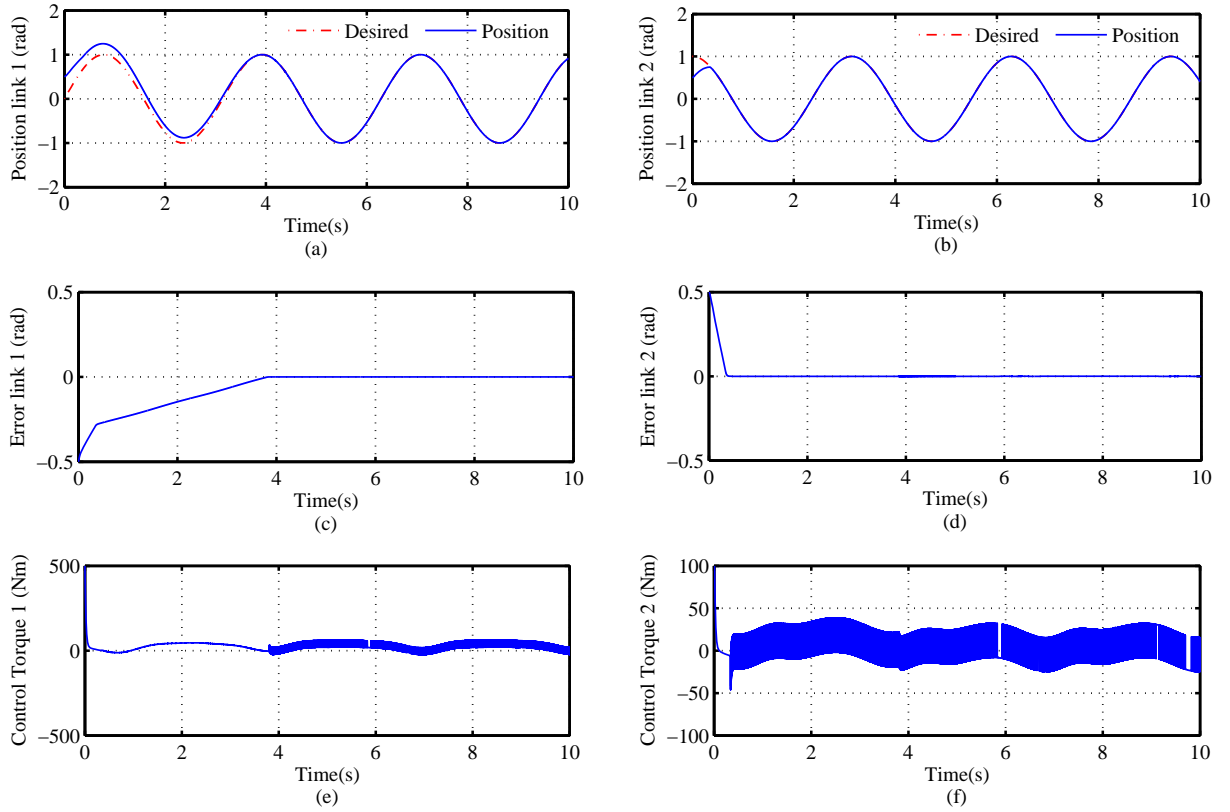 2
1
0
−1
−2
Position link 1 (rad)
Desired
Position
0 2 4 6 8 10
Time(s)
(a)
2
1
0
−1
−2
Position link 2 (rad)
Desired
Position
0 2 4 6 8 10
Time(s)
(b)
0.5
0
−0.5
Error link 1 (rad)
0 2 4 6 8 10
Time(s)
(c)
0.5
0
−0.5
Error link 2 (rad)
0 2 4 6 8 10
Time(s)
(d)
500
0
−500
Control Torque 1 (Nm)
0 2 4 6 8 10
Time(s)
(e)
100
50
0
−50
−100
Control Torque 2 (Nm)
0 2 4 6 8 10
Time(s)
(f)